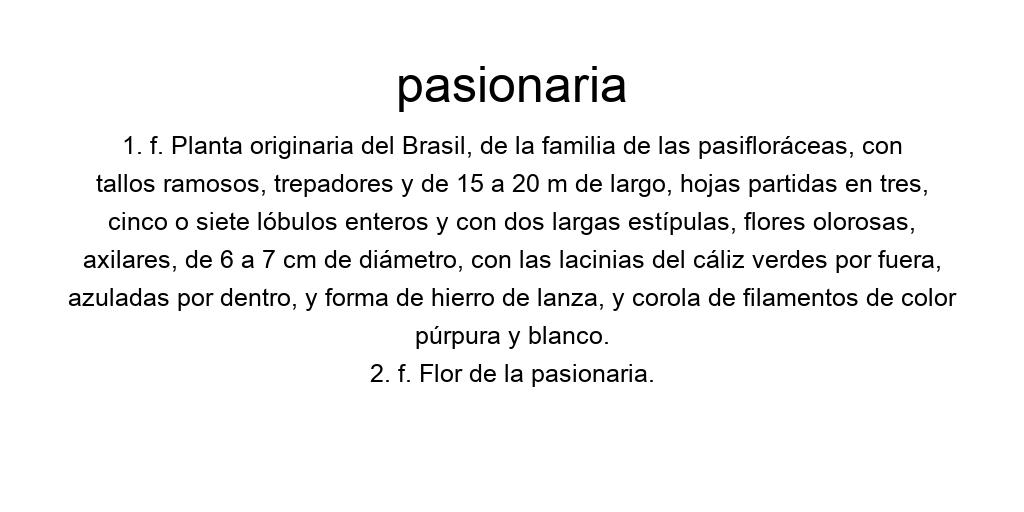 pasionaria
1. f. Planta originaria del Brasil, de la familia de las pasifloráceas, con
tallos ramosos, trepadores y de 15 a 20 m de largo, hojas partidas en tres,
cinco o siete lóbulos enteros y con dos largas estípulas, flores olorosas,
axilares, de 6 a 7 cm de diámetro, con las lacinias del cáliz verdes por fuera,
azuladas por dentro, y forma de hierro de lanza, y corola de filamentos de color
púrpura y blanco.
2. f. Flor de la pasionaria.